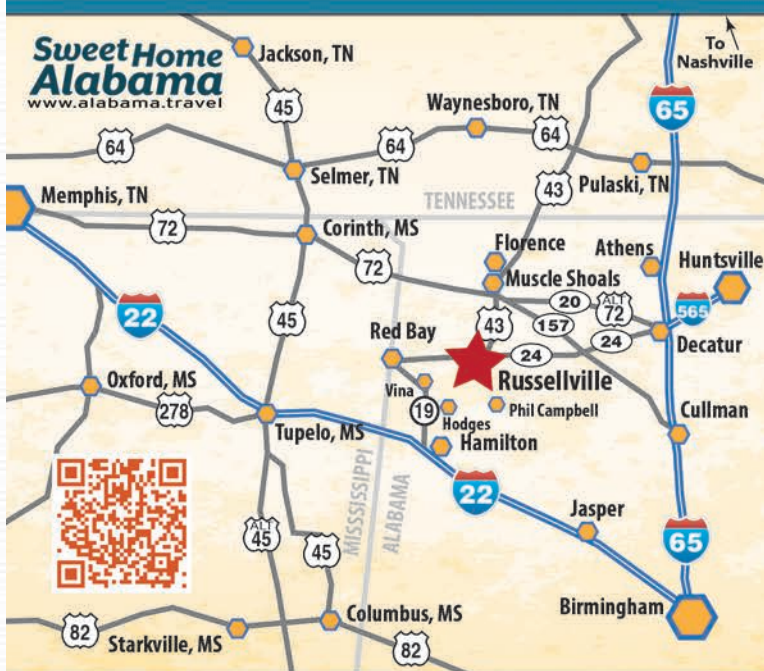 Sweet Home
Alabama
www.alabama.travel
Jackson, TN
To
Nashville
45
65
Waynesboro, TN
64
64
64
Selmer, TN
43
Pulaski, TN
Memphis, TN
TENNESSEE
72
Corinth, MS
72
Florence
Athens
Huntsville
Muscle Shoals
22
45
20
ALT
72
565
43
157
Red Bay
24
24
Decatur
Oxford, MS
Vina
Russellville
278
19
Phil Campbell
Hodges
Tupelo, MS
Hamilton
Cullman
MISSSISSIPPI
ALABAMA
22
Jasper
ALT
45
45
65
Birmingham
Columbus, MS
82
Starkville, MS
82